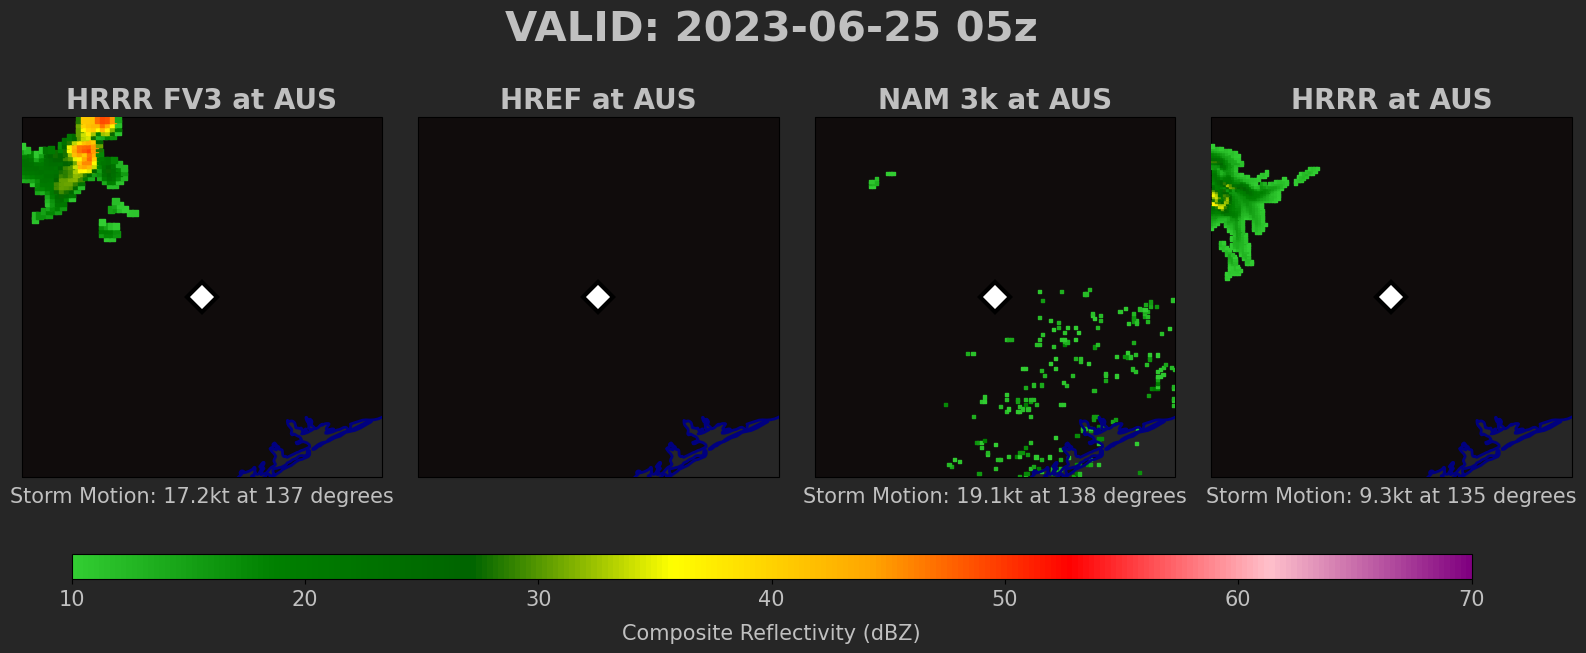 VALID: 2023-06-25 05z
HRRR FV3 at AUS
HREF at AUS
NAM 3k at AUS
HRRR at AUS
Storm Motion: 17.2kt at 137 degrees
Storm Motion: 19.1kt at 138 degrees
Storm Motion: 9.3kt at 135 degrees
10 20 30 40 50 60 70
Composite Reflectivity (dBZ)